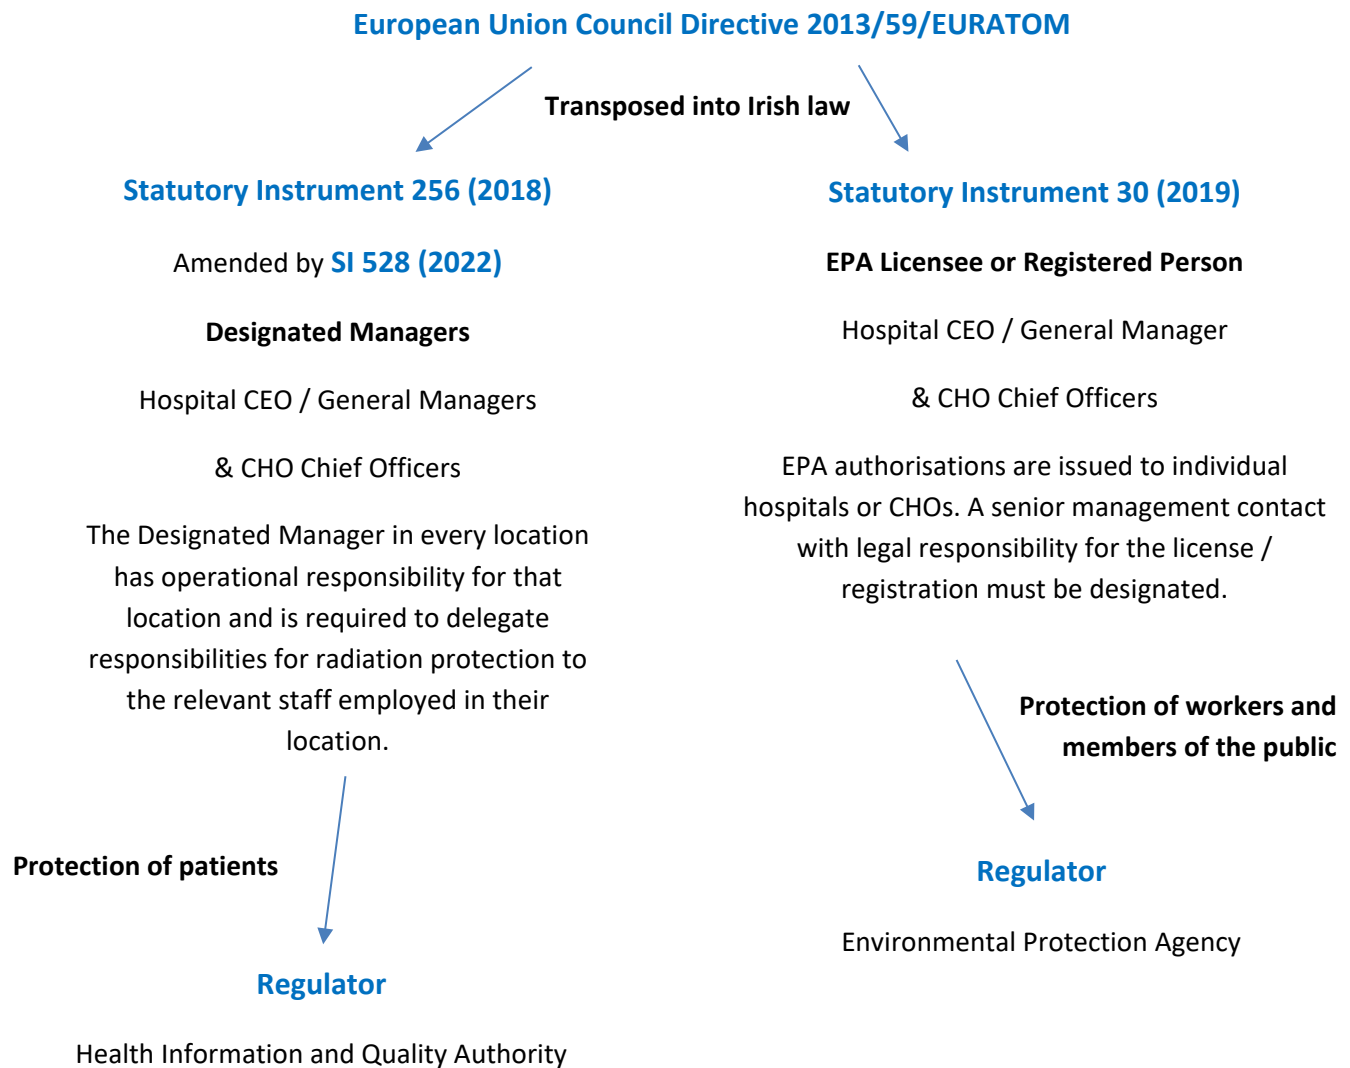 European Union Council Directive 2013/59/EURATOM
Transposed into Irish law
Statutory Instrument 256 (2018)
Amended by SI 528 (2022)
Designated Managers
Hospital CEO / General Managers
& CHO Chief Officers
The Designated Manager in every location
has operational responsibility for that
location and is required to delegate
responsibilities for radiation protection to
the relevant staff employed in their
location.
Protection of patients
Regulator
Health Information and Quality Authority
Statutory Instrument 30 (2019)
EPA Licensee or Registered Person
Hospital CEO / General Manager
& CHO Chief Officers
EPA authorisations are issued to individual
hospitals or CHOs. A senior management contact
with legal responsibility for the license /
registration must be designated.
Protection of workers and
members of the public
Regulator
Environmental Protection Agency